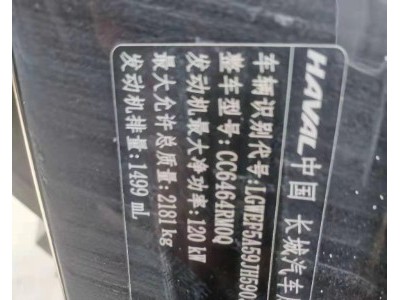 HAVAL 中国 长城汽车
车辆识别代号: LGWEF5A59JH590
整车型号: CC6464RM0Q
发动机最大净功率: 120 kW
最大允许总质量: 2181 kg
发动机排量: 1499 mL